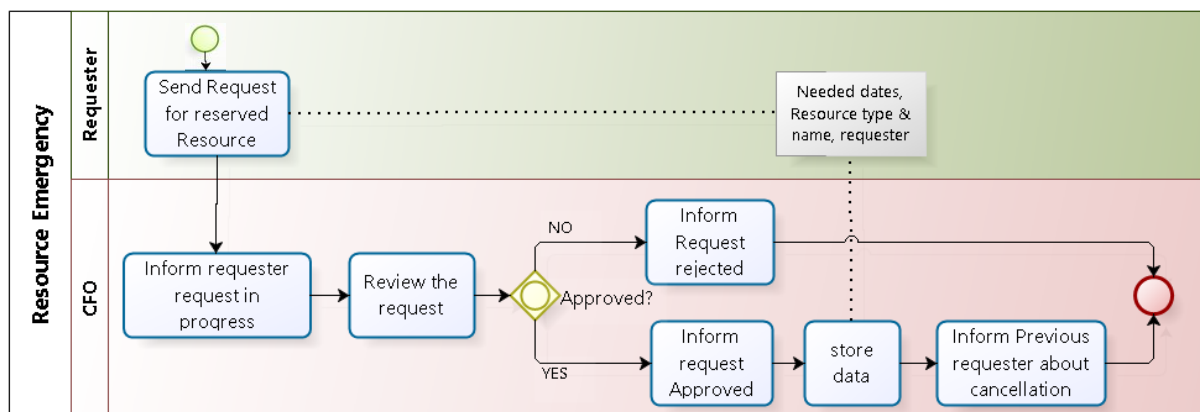 Resource Emergency
Requester
Send Request
for reserved
Resource
Needed dates,
Resource type &
name, requester
CFO
Inform requester
request in
progress
Review the
request
Approved?
NO
Inform
Request
rejected
YES
Inform
request
Approved
store
data
Inform Previous
requester about
cancellation